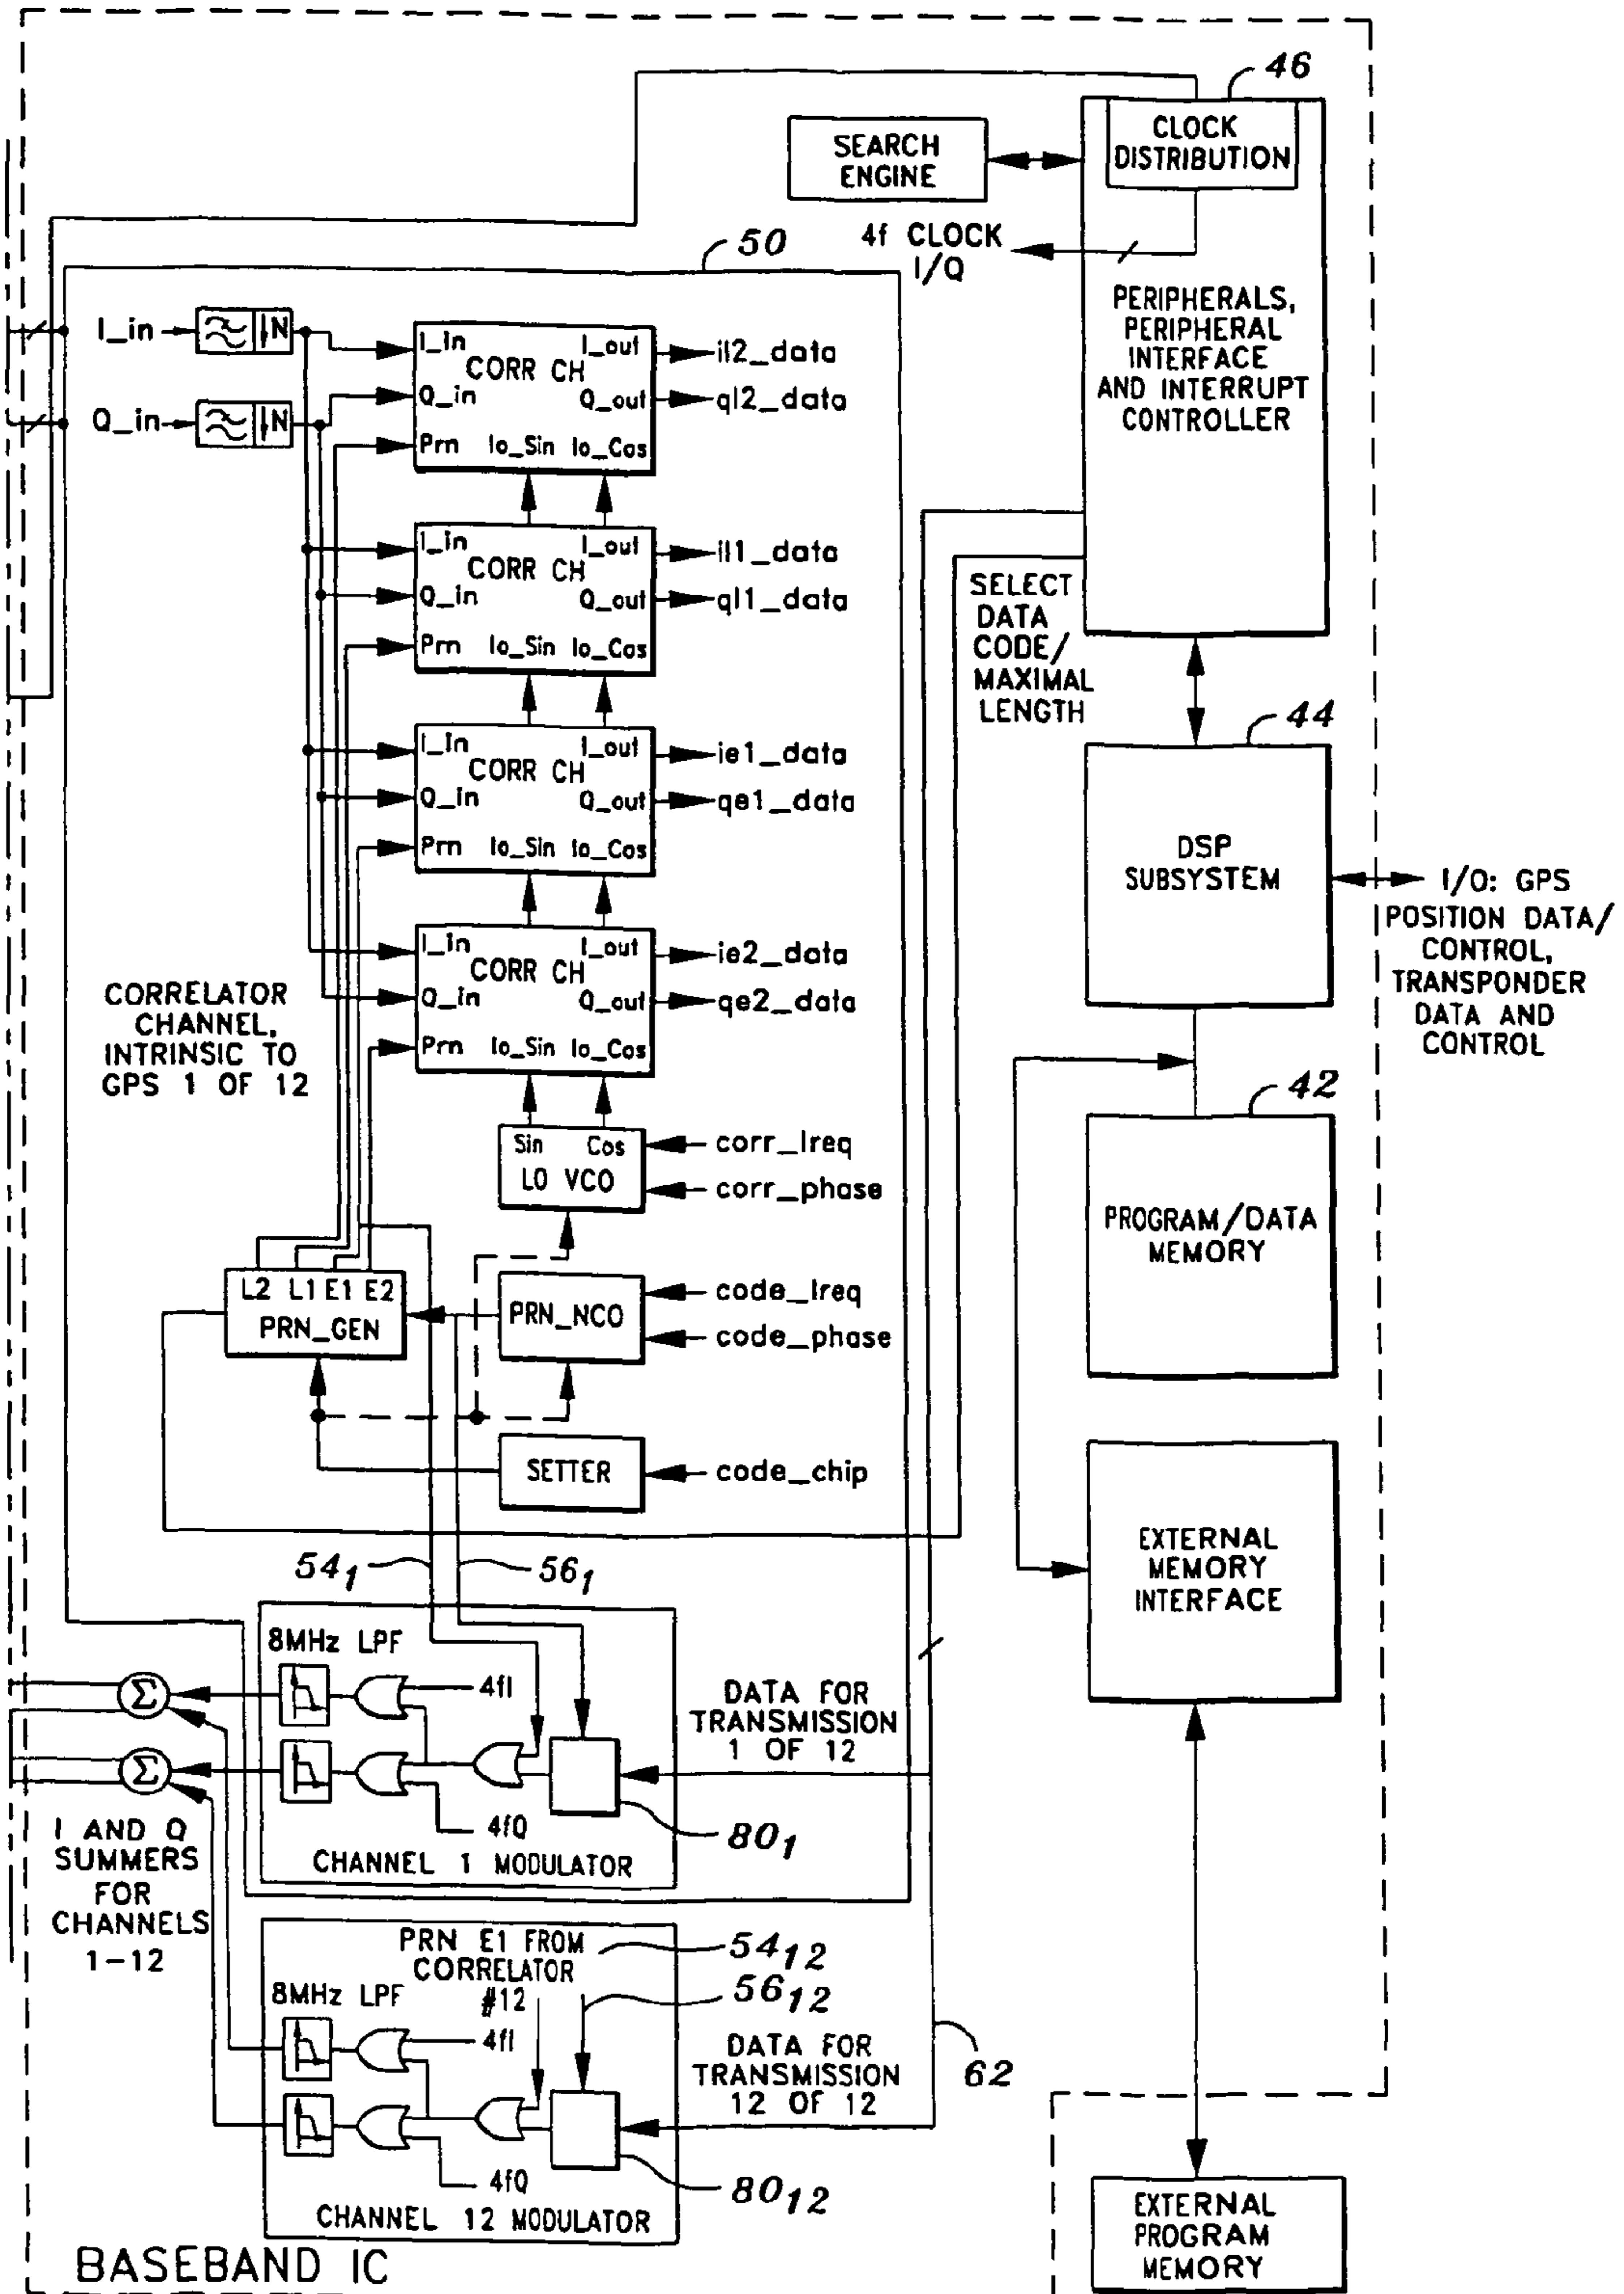 46
CLOCK
DISTRIBUTION
SEARCH
ENGINE
4f CLOCK
I/Q
50
PERIPHERALS,
PERIPHERAL
INTERFACE
AND INTERRUPT
CONTROLLER
I_in
↓N
Q_in
↓N
I_in
I_out
CORR CH
Q_in
Q_out
Prn
lo_Sin
lo_Cos
il2_data
ql2_data
I_in
I_out
CORR CH
Q_in
Q_out
Prn
lo_Sin
lo_Cos
il1_data
ql1_data
SELECT
DATA
CODE/
MAXIMAL
LENGTH
I_in
I_out
CORR CH
Q_in
Q_out
Prn
lo_Sin
lo_Cos
ie1_data
qe1_data
44
DSP
SUBSYSTEM
I/O: GPS
POSITION DATA/
CONTROL,
TRANSPONDER
DATA AND
CONTROL
I_in
I_out
CORR CH
Q_in
Q_out
Prn
lo_Sin
lo_Cos
ie2_data
qe2_data
CORRELATOR
CHANNEL,
INTRINSIC TO
GPS 1 OF 12
42
PROGRAM/DATA
MEMORY
Sin
Cos
LO VCO
corr_freq
corr_phase
L2 L1 E1 E2
PRN_GEN
PRN_NCO
code_freq
code_phase
SETTER
code_chip
EXTERNAL
MEMORY
INTERFACE
54₁
56₁
8MHz LPF
4fI
4fQ
Σ
Σ
DATA FOR
TRANSMISSION
1 OF 12
80₁
CHANNEL 1 MODULATOR
I AND Q
SUMMERS
FOR
CHANNELS
1-12
PRN E1 FROM
CORRELATOR
#12
54₁₂
56₁₂
8MHz LPF
4fI
4fQ
DATA FOR
TRANSMISSION
12 OF 12
62
80₁₂
CHANNEL 12 MODULATOR
EXTERNAL
PROGRAM
MEMORY
BASEBAND IC